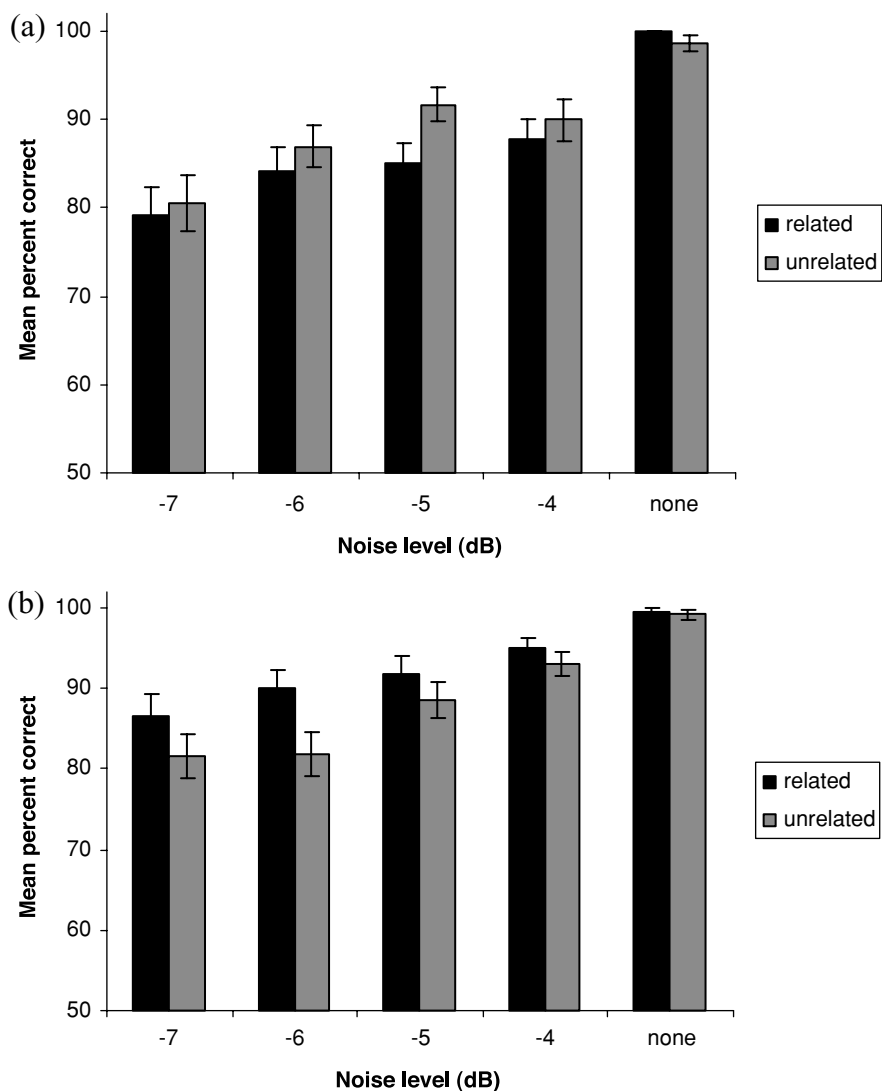 (a)
100
90
80
70
60
50
Mean percent correct
-7 -6 -5 -4 none
Noise level (dB)
related
unrelated
(b)
100
90
80
70
60
50
Mean percent correct
-7 -6 -5 -4 none
Noise level (dB)
related
unrelated